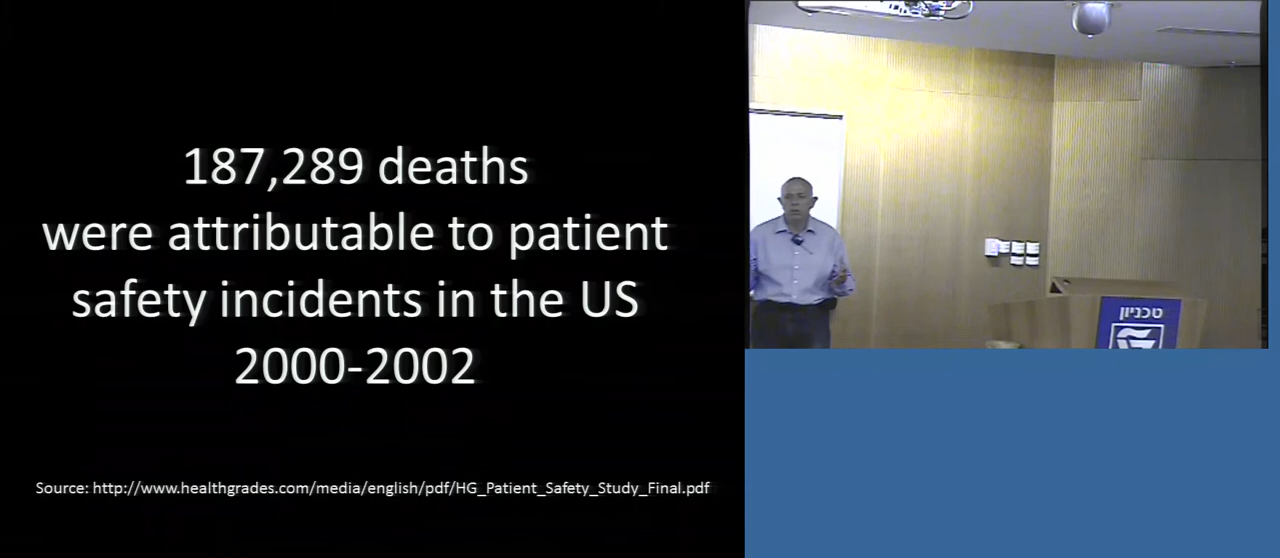 187,289 deaths
were attributable to patient
safety incidents in the US
2000-2002
Source: http://www.healthgrades.com/media/english/pdf/HG_Patient_Safety_Study_Final.pdf
טכניון